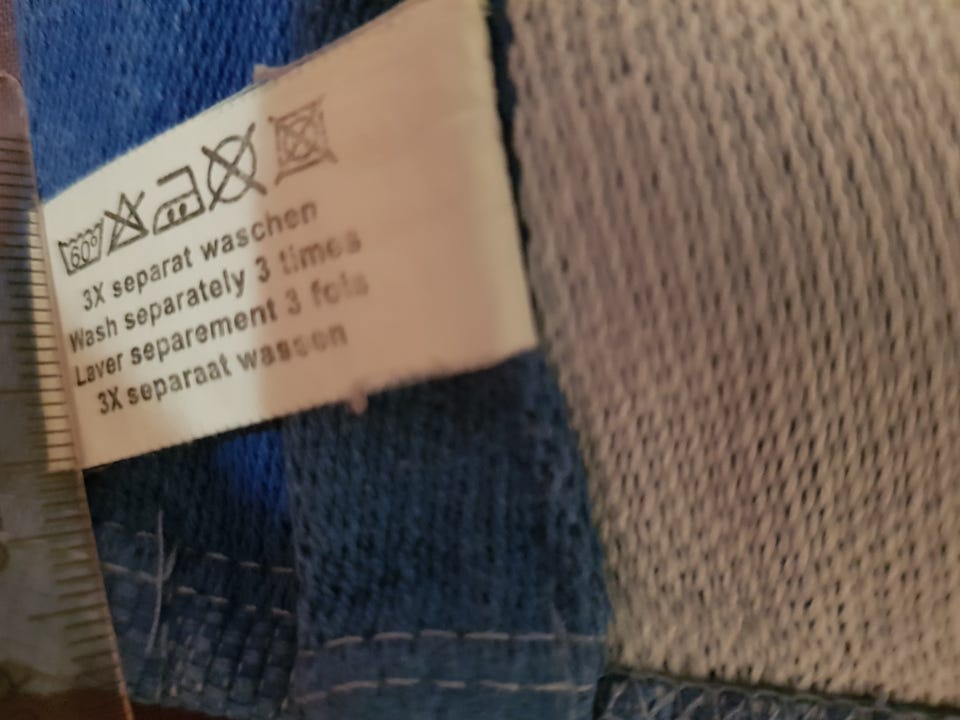 60°
3X separat waschen
Wash separately 3 times
Laver separement 3 fois
3X separaat wassen